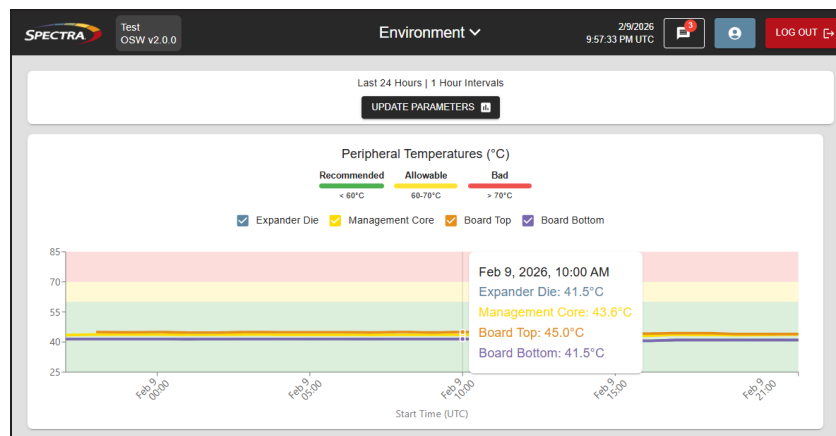 SPECTRA
Test
OSW v2.0.0
Environment
2/9/2026
9:57:33 PM UTC
3
LOG OUT
Last 24 Hours | 1 Hour Intervals
UPDATE PARAMETERS
Peripheral Temperatures (°C)
Recommended Allowable Bad
< 60°C 60-70°C > 70°C
Expander Die Management Core Board Top Board Bottom
85
70
55
40
25
Feb 9, 2026, 10:00 AM
Expander Die: 41.5°C
Management Core: 43.6°C
Board Top: 45.0°C
Board Bottom: 41.5°C
Feb 9
00:00
Feb 9
05:00
Feb 9
10:00
Feb 9
15:00
Feb 9
21:00
Start Time (UTC)